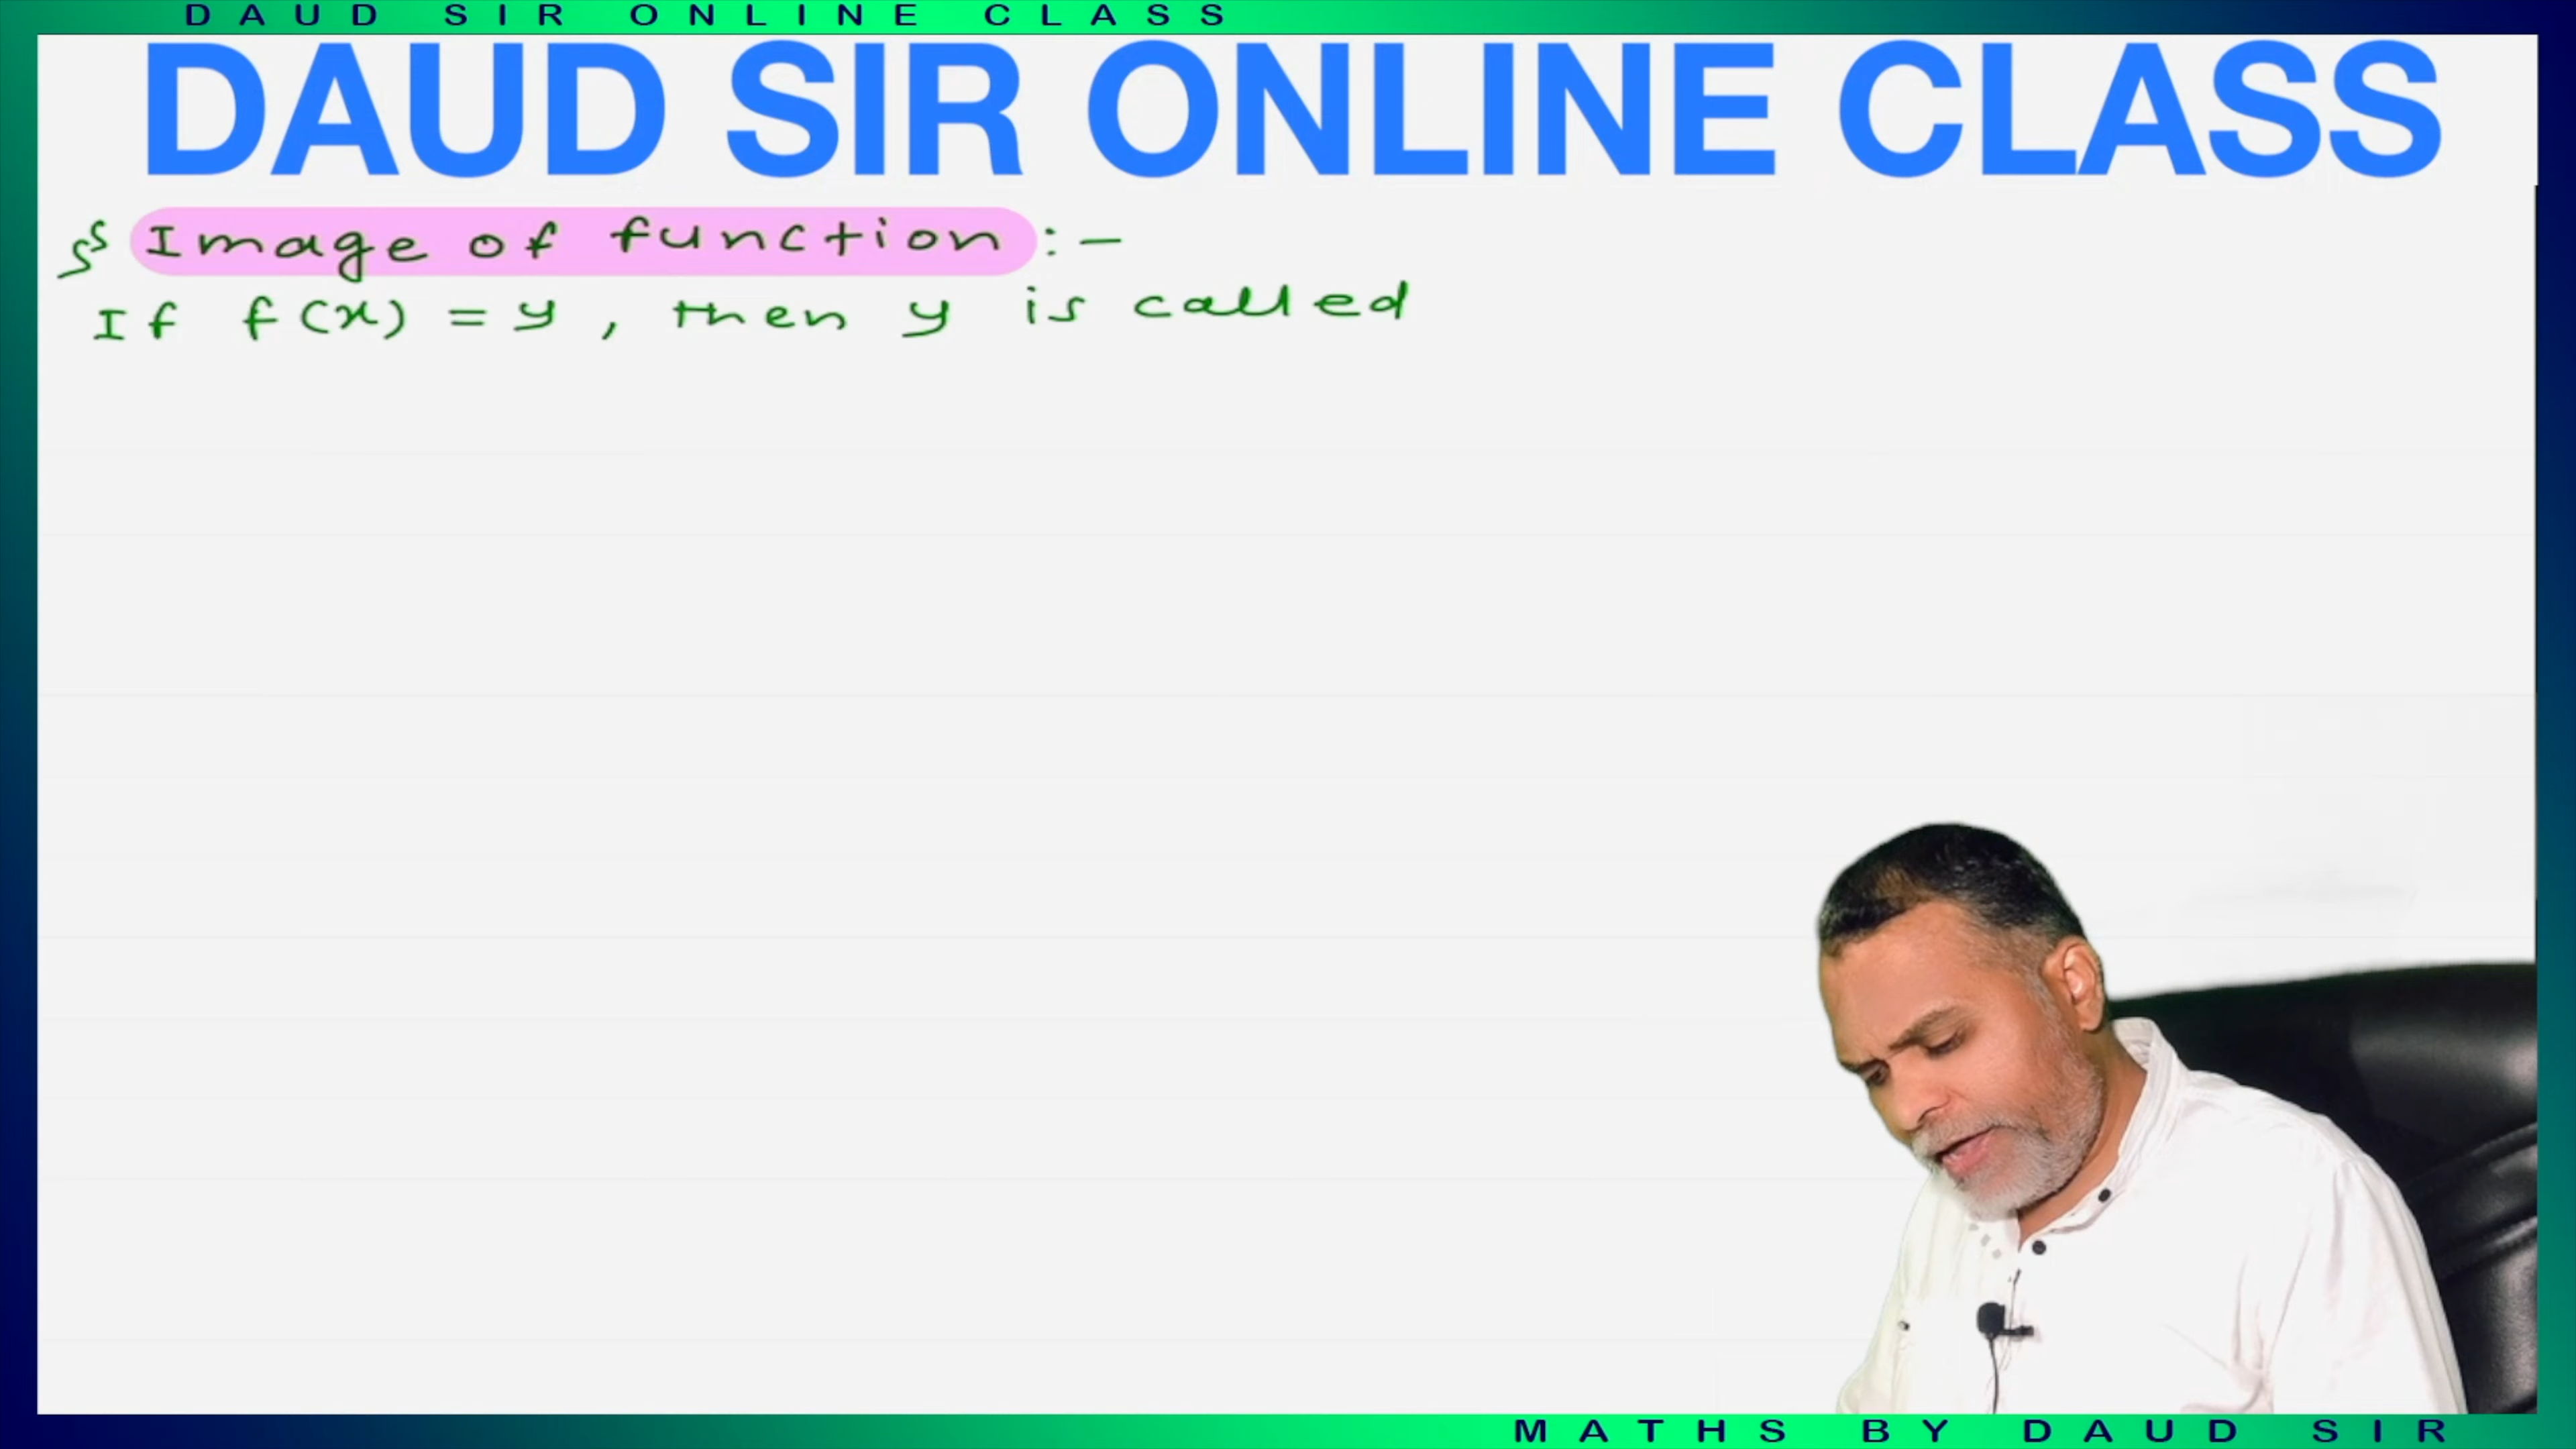 DAUD SIR ONLINE CLASS
DAUD SIR ONLINE CLASS
§ Image of function :-
If f(x) = y , then y is called
MATHS BY DAUD SIR